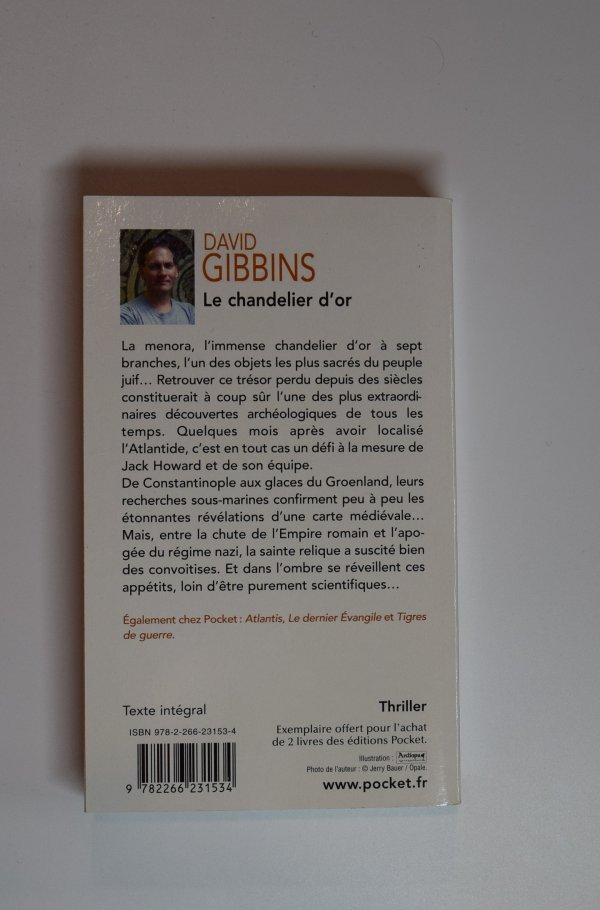 DAVID
GIBBINS
Le chandelier d'or
La menora, l'immense chandelier d'or à sept
branches, l'un des objets les plus sacrés du peuple
juif... Retrouver ce trésor perdu depuis des siècles
constituerait à coup sûr l'une des plus extraordi-
naires découvertes archéologiques de tous les
temps. Quelques mois après avoir localisé
l'Atlantide, c'est en tout cas un défi à la mesure de
Jack Howard et de son équipe.
De Constantinople aux glaces du Groenland, leurs
recherches sous-marines confirment peu à peu les
étonnantes révélations d'une carte médiévale...
Mais, entre la chute de l'Empire romain et l'apo-
gée du régime nazi, la sainte relique a suscité bien
des convoitises. Et dans l'ombre se réveillent ces
appétits, loin d'être purement scientifiques...
Également chez Pocket : Atlantis, Le dernier Évangile et Tigres
de guerre.
Texte intégral
Thriller
ISBN 978-2-266-23153-4
Exemplaire offert pour l'achat
de 2 livres des éditions Pocket.
Illustration :
Photo de l'auteur : © Jerry Bauer / Opale.
www.pocket.fr
9 782266 231534